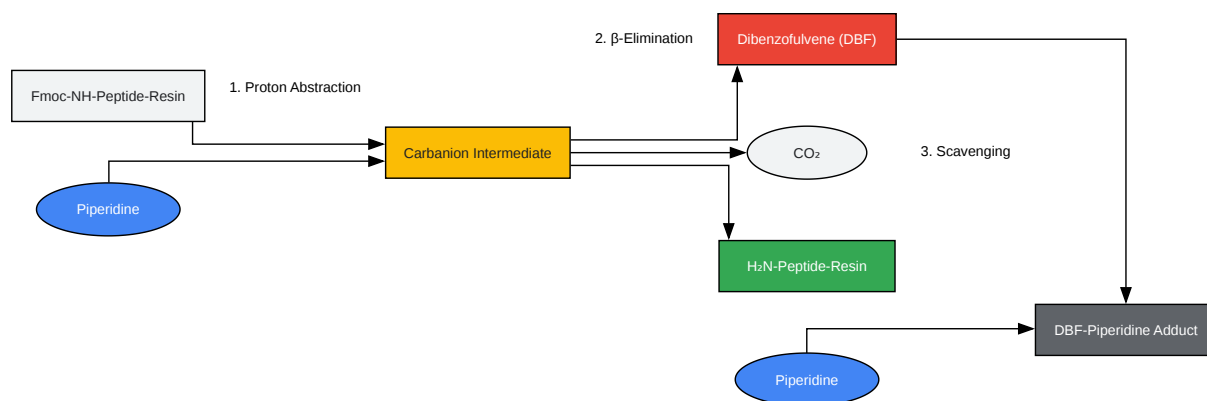 Fmoc-NH-Peptide-Resin
1. Proton Abstraction
Piperidine
Carbanion Intermediate
2. β-Elimination
Dibenzofulvene (DBF)
CO₂
3. Scavenging
H₂N-Peptide-Resin
Piperidine
DBF-Piperidine Adduct